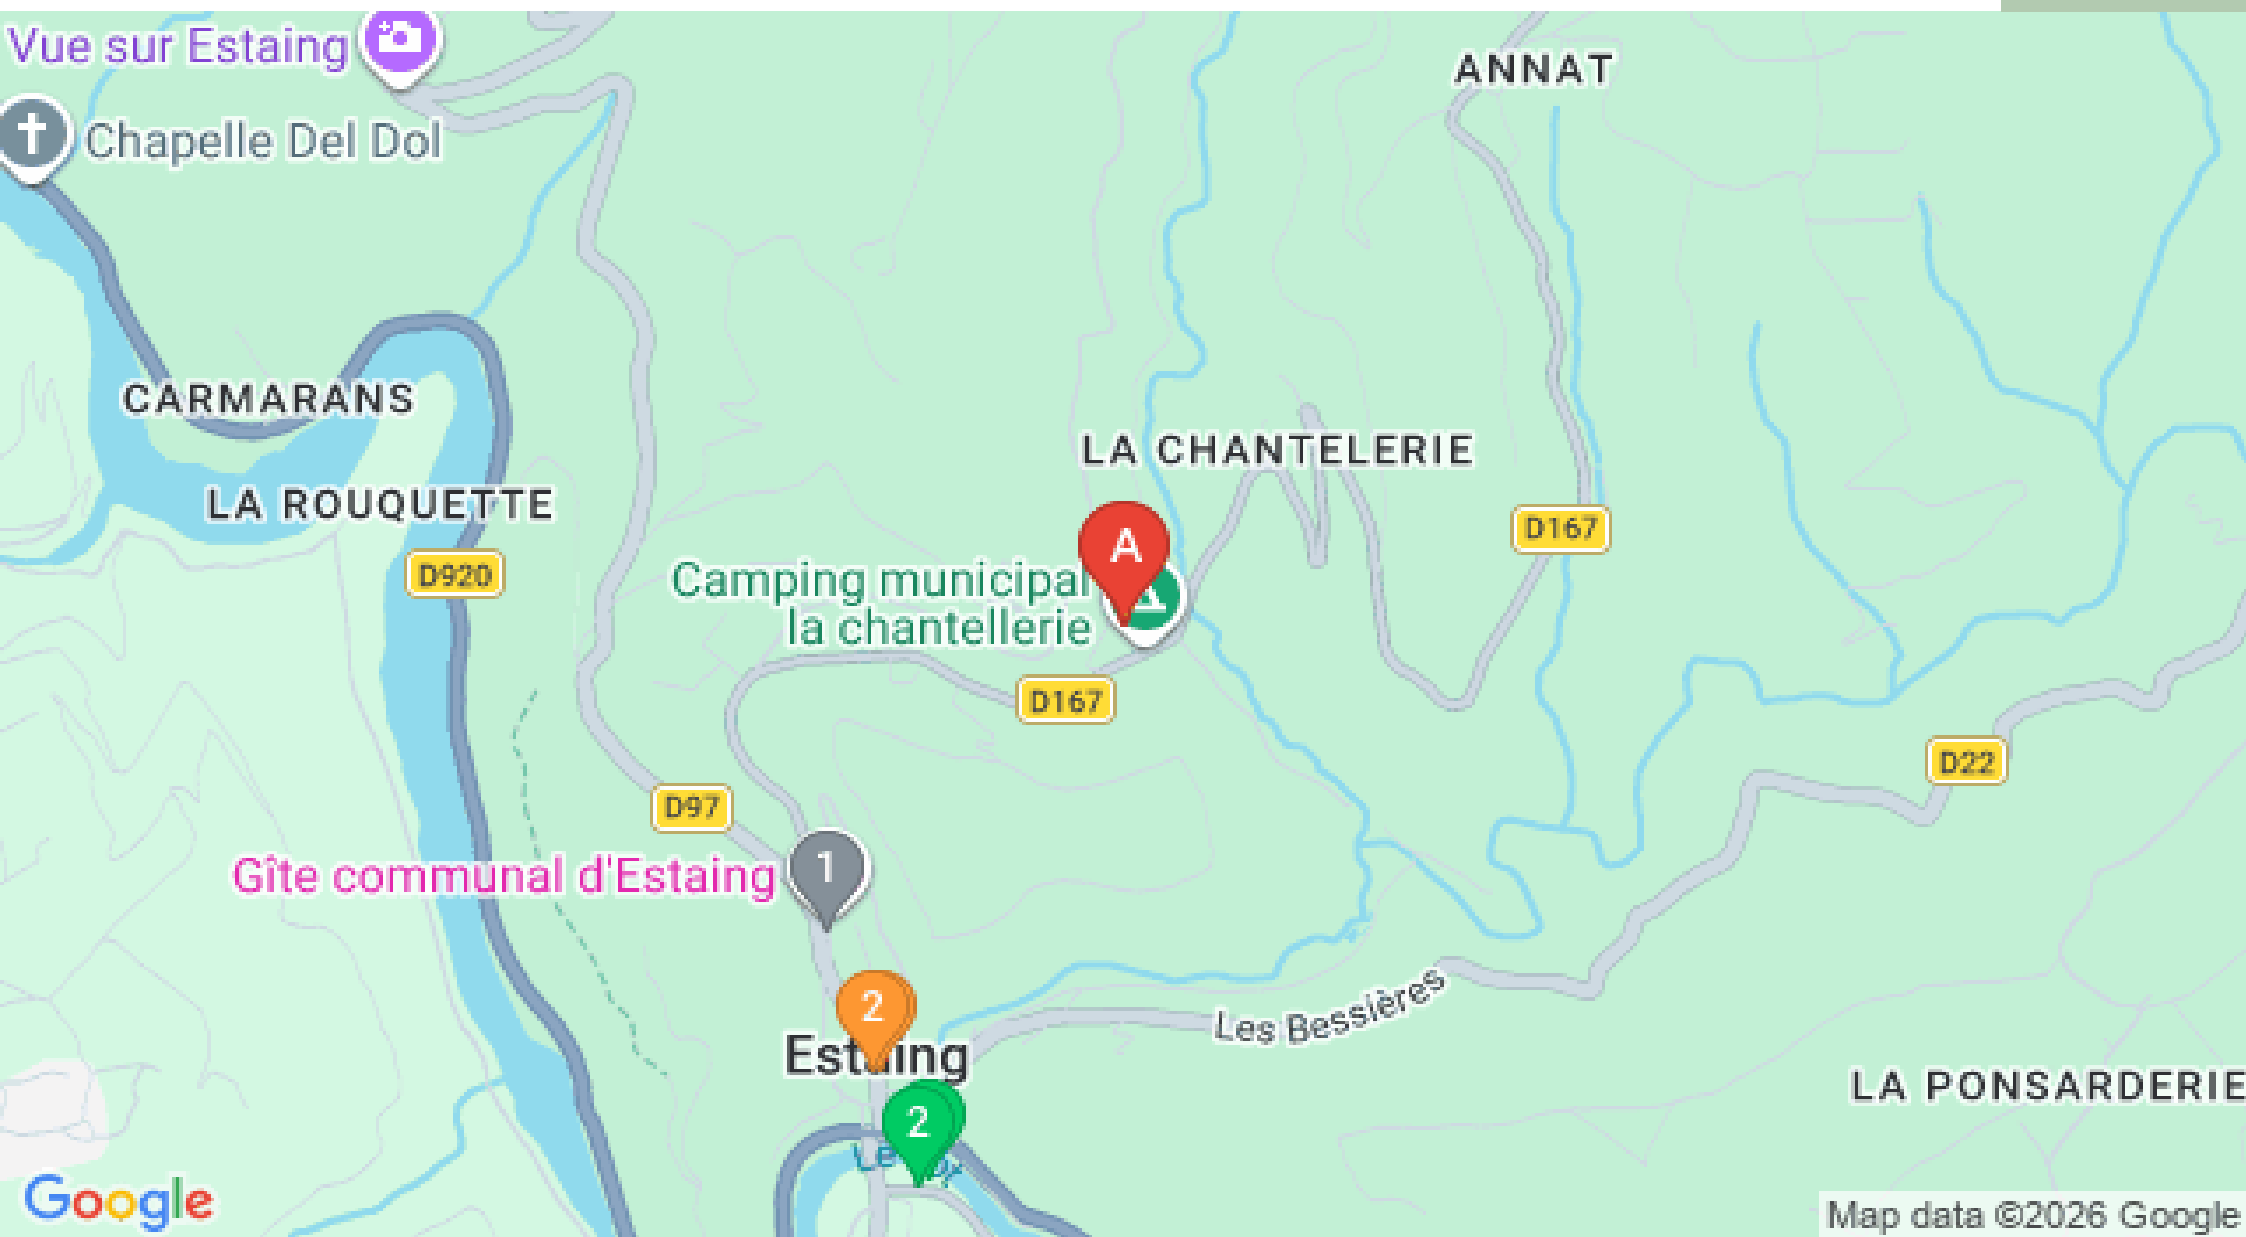 Vue sur Estaing
ANNAT
Chapelle Del Dol
CARMARANS
LA CHANTELERIE
LA ROUQUETTE
D167
A
D920
Camping municipal
la chantellerie
D167
D22
D97
1
Gîte communal d'Estaing
2
Estaing
Les Bessières
LA PONSARDERIE
2
Google
Map data ©2026 Google